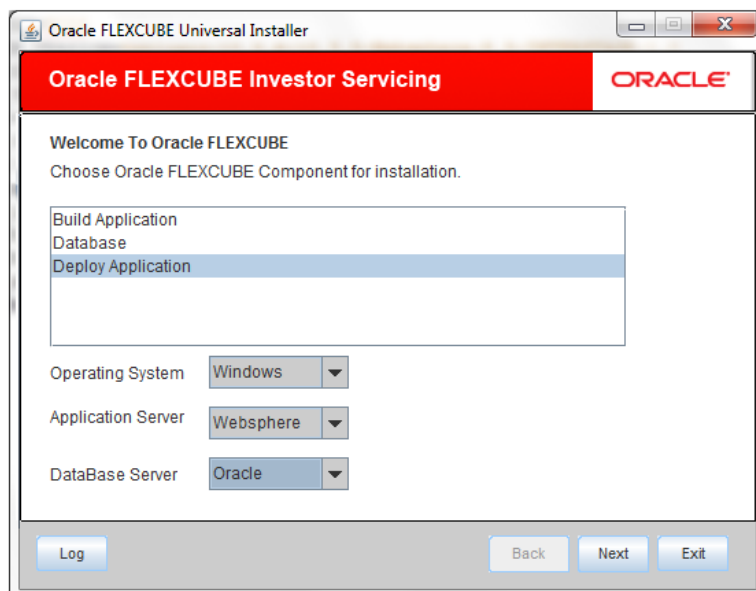 Oracle FLEXCUBE Universal Installer
Oracle FLEXCUBE Investor Servicing
ORACLE
Welcome To Oracle FLEXCUBE
Choose Oracle FLEXCUBE Component for installation.
Build Application
Database
Deploy Application
Operating System Windows
Application Server Websphere
DataBase Server Oracle
Log Back Next Exit